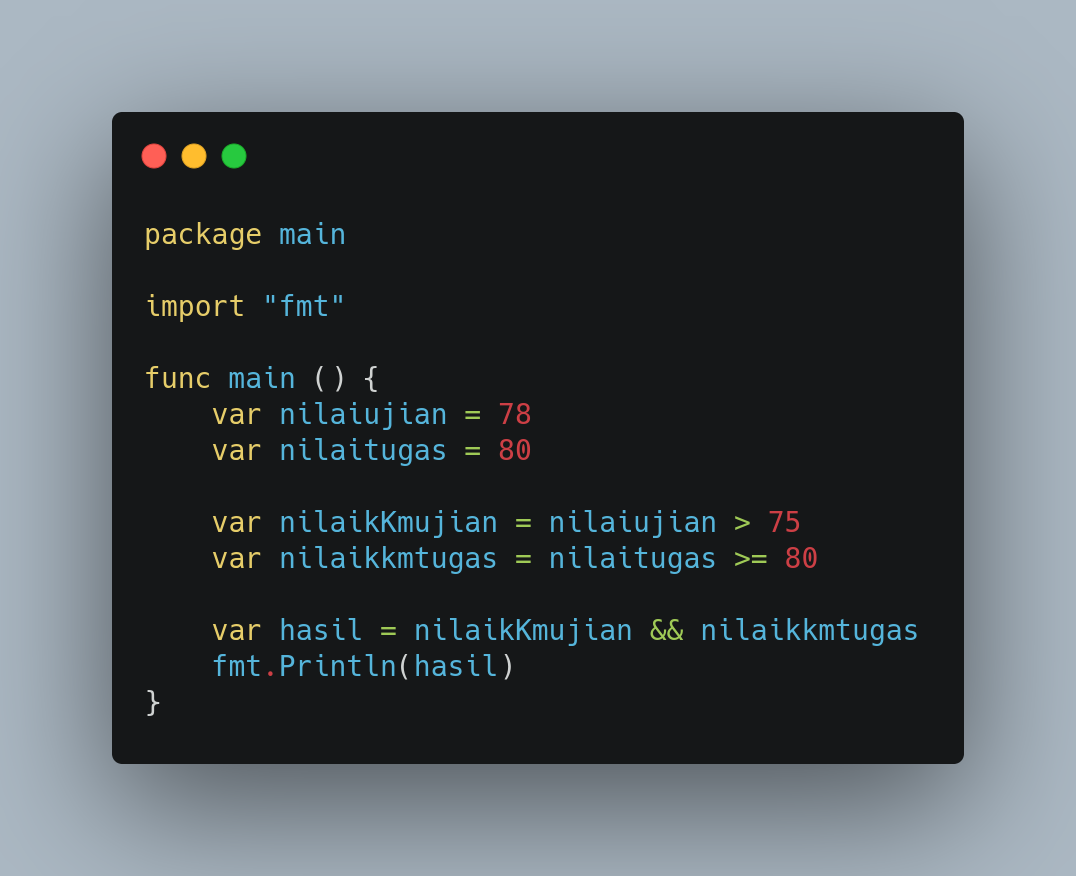 package main
import "fmt"
func main () {
var nilaiujian = 78
var nilaitugas = 80
var nilaikKmujian = nilaiujian > 75
var nilaikkmtugas = nilaitugas >= 80
var hasil = nilaikKmujian && nilaikkmtugas
fmt.Println(hasil)
}